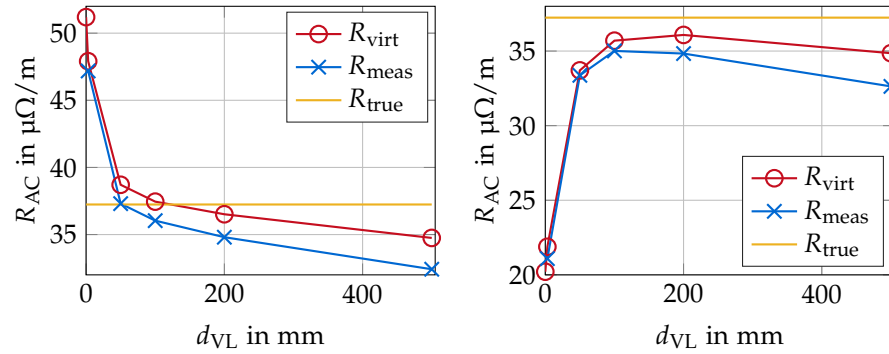 50
45
40
35
0
200
400
R_AC in μΩ/m
d_VL in mm
R_virt
R_meas
R_true
35
30
25
20
0
200
400
R_AC in μΩ/m
d_VL in mm
R_virt
R_meas
R_true